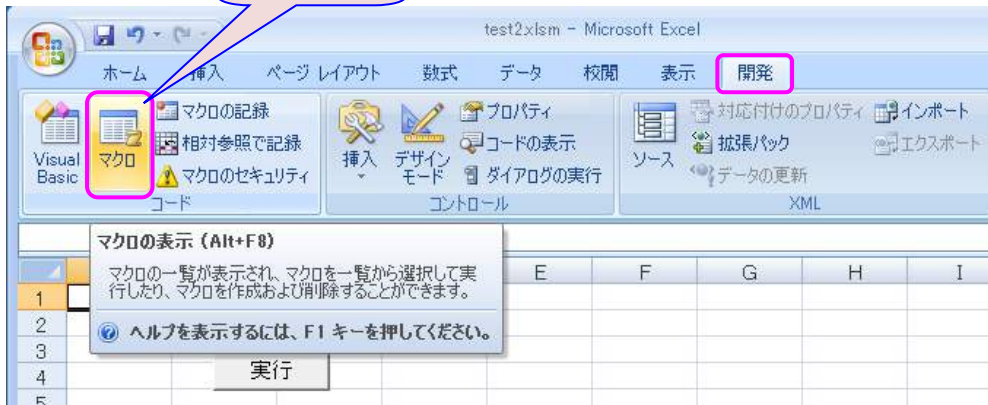 test2.xlsm - Microsoft Excel
ホーム 挿入 ページ レイアウト 数式 データ 校閲 表示 開発
Visual Basic
マクロ
マクロの記録
相対参照で記録
マクロのセキュリティ
コード
挿入
デザイン モード
プロパティ
コードの表示
ダイアログの実行
コントロール
ソース
対応付けのプロパティ
拡張パック
データの更新
インポート
エクスポート
XML
マクロの表示 (Alt+F8)
マクロの一覧が表示され、マクロを一覧から選択して実
行したり、マクロを作成および削除することができます。
ヘルプを表示するには、F1 キーを押してください。
E F G H I
1
2
3
4
5
実行